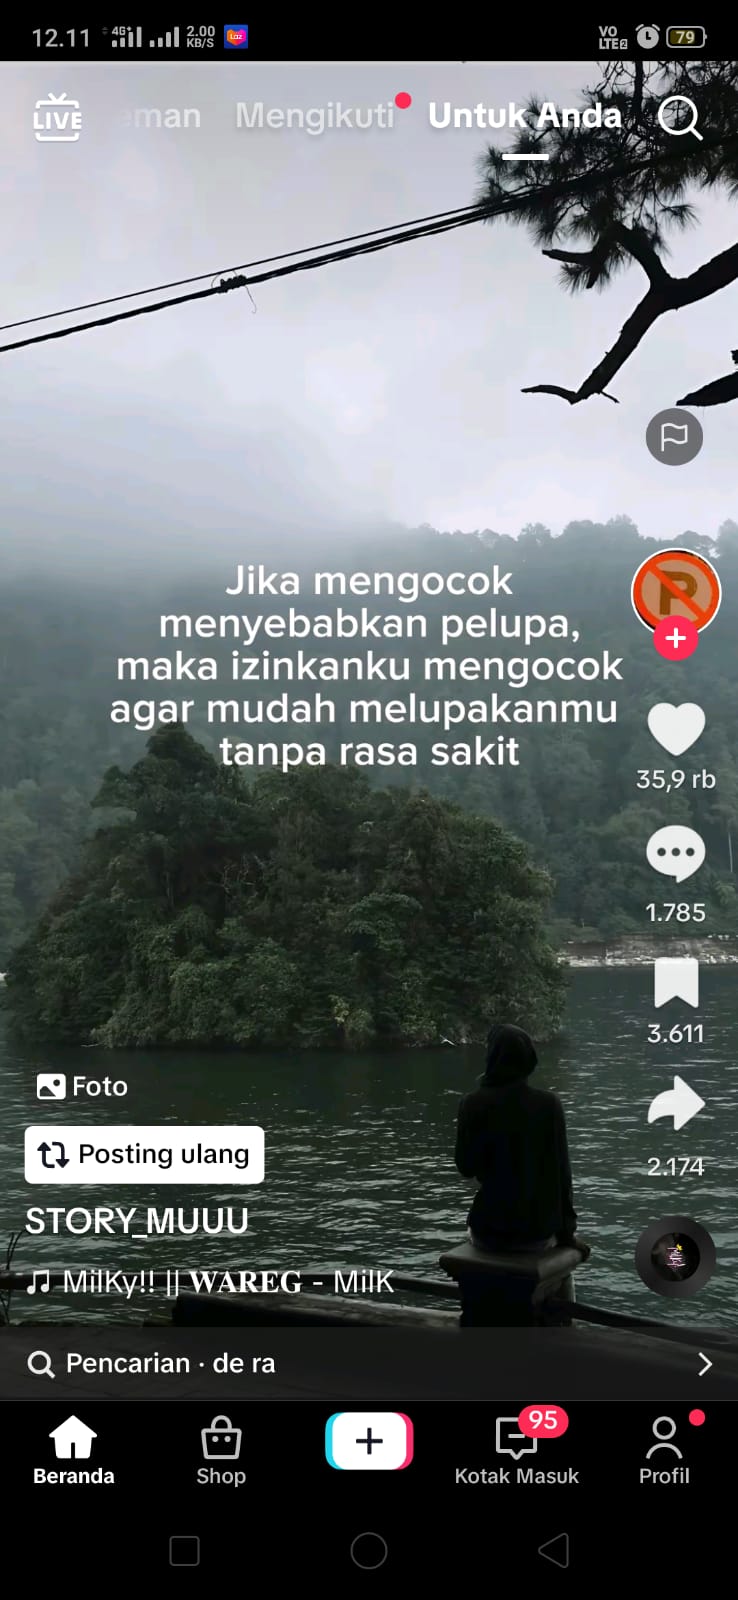 12.11 4G+ 2.00 KB/S Laz VO LTE2 79
LIVE eman Mengikuti Untuk Anda
Jika mengocok
menyebabkan pelupa,
maka izinkanku mengocok
agar mudah melupakanmu
tanpa rasa sakit
P
35,9 rb
1.785
3.611
2.174
Foto
Posting ulang
STORY_MUUU
MilKy!! || 𝐖𝐀𝐑𝐄𝐆 - MilK
Pencarian · de ra
95
Beranda Shop Kotak Masuk Profil